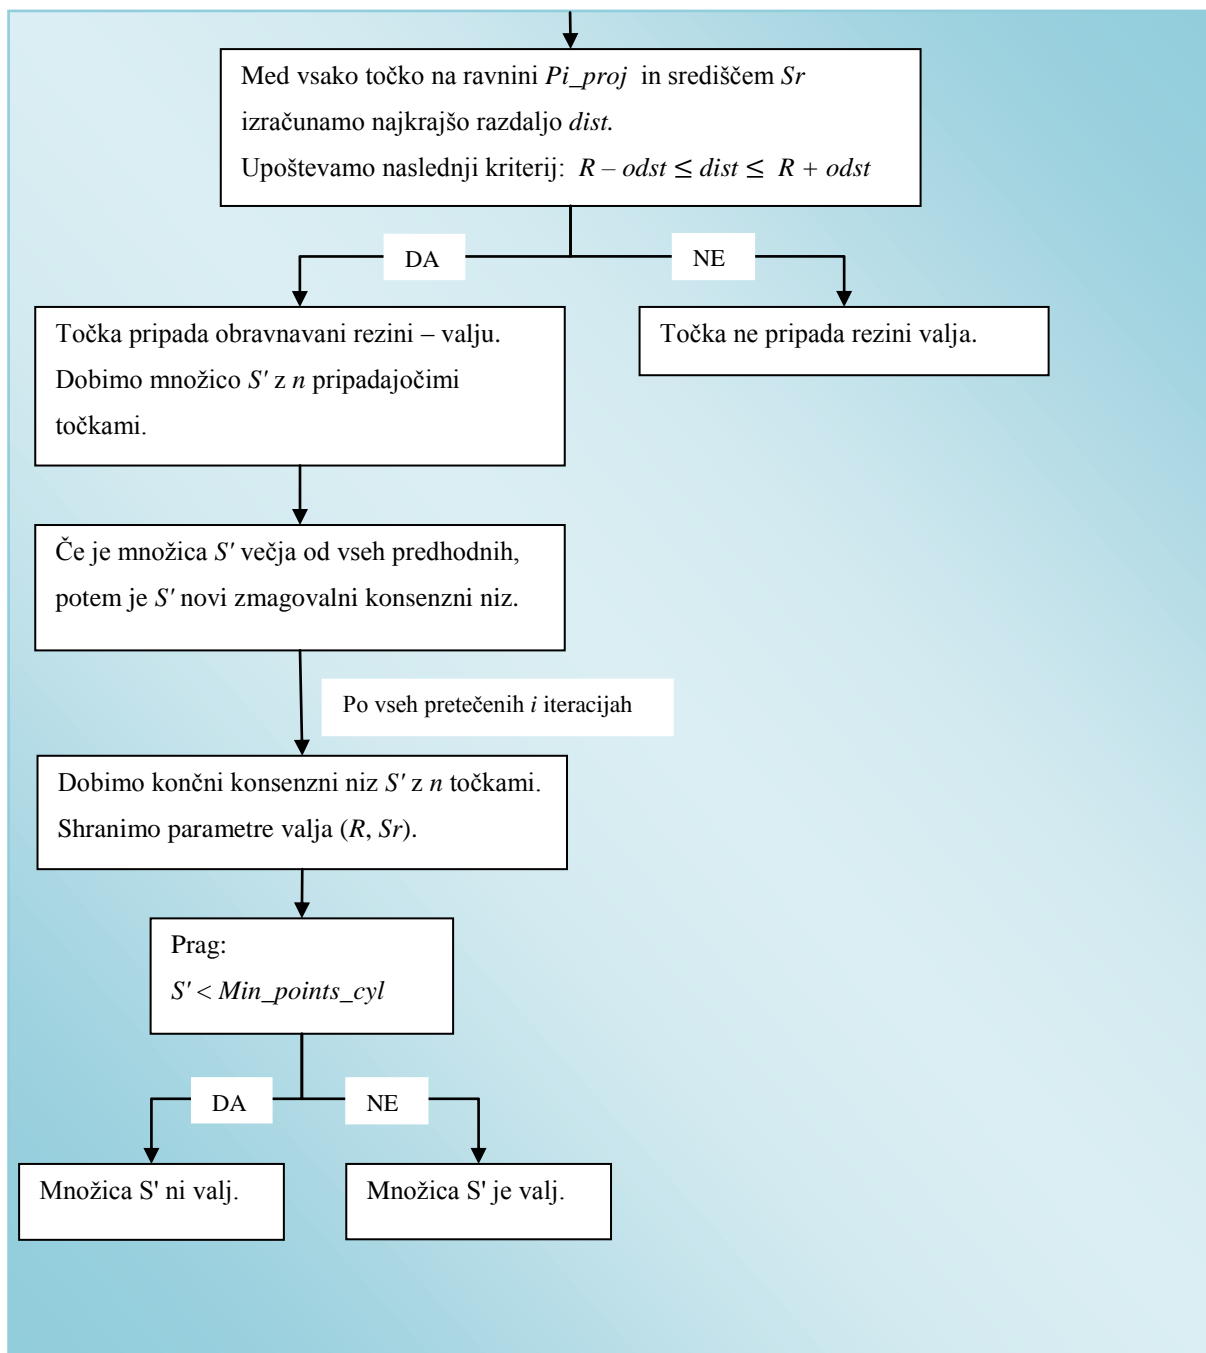 Med vsako točko na ravnini Pi_proj in središčem Sr
izračunamo najkrajšo razdaljo dist.
Upoštevamo naslednji kriterij: R – odst ≤ dist ≤ R + odst
DA
NE
Točka pripada obravnavani rezini – valju.
Dobimo množico S' z n pripadajočimi
točkami.
Točka ne pripada rezini valja.
Če je množica S' večja od vseh predhodnih,
potem je S' novi zmagovalni konsenzni niz.
Po vseh pretečenih i iteracijah
Dobimo končni konsenzni niz S' z n točkami.
Shranimo parametre valja (R, Sr).
Prag:
S' < Min_points_cyl
DA
NE
Množica S' ni valj.
Množica S' je valj.